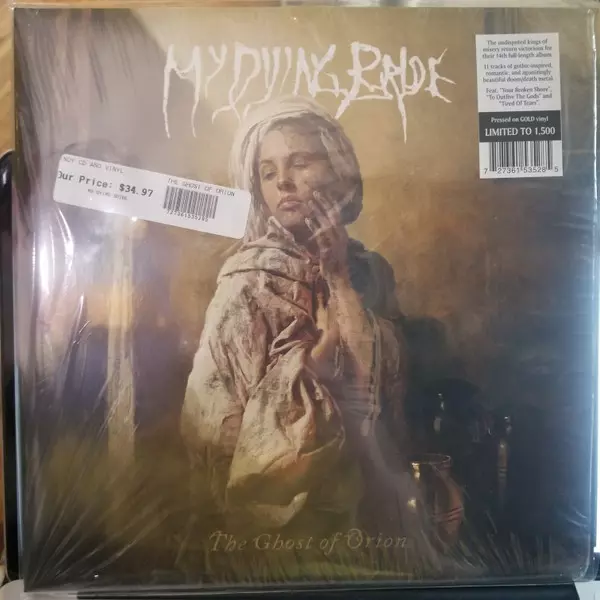 MY DYING BRIDE
The undisputed kings of
misery return victorious for
their 14th full-length album
11 tracks of gothic-inspired,
romantic, and agonizingly
beautiful doom/death metal
Feat. "Your Broken Shore",
"To Outlive The Gods" and
"Tired Of Tears".
Pressed on GOLD vinyl
LIMITED TO 1,500
7 27361 53528 5
NDY CD AND VINYL
THE GHOST OF ORION
Our Price: $34.97
MY DYING BRIDE
727361535285
The Ghost of Orion